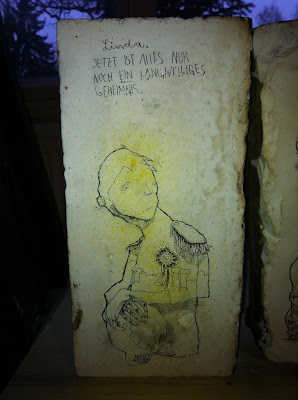 Linda.
JETZT IST ALLES NUR
NOCH EIN LANGWEILIGES
GEHEIMNIS.